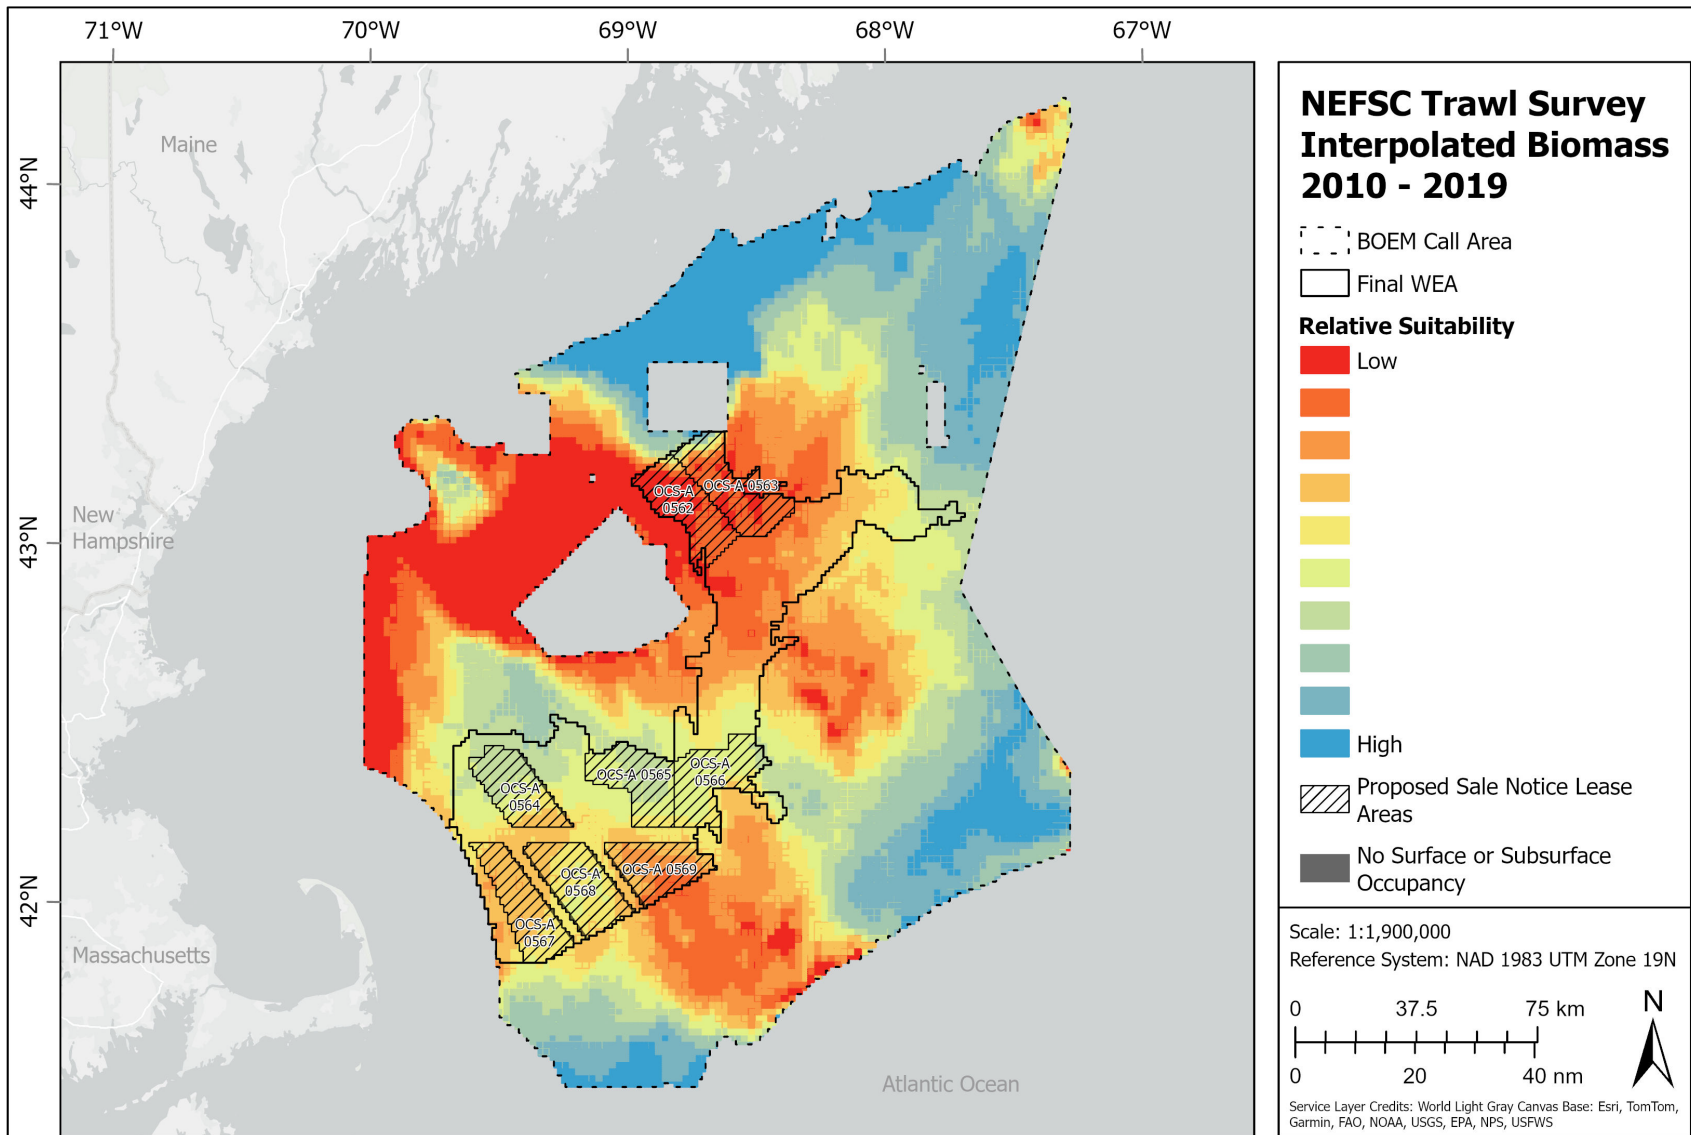 71°W
70°W
69°W
68°W
67°W
44°N
43°N
42°N
Maine
New
Hampshire
Massachusetts
Atlantic Ocean
OCS-A
0562
OCS-A 0563
OCS-A
0564
OCS-A 0565
OCS-A
0566
OCS-A
0567
OCS-A
0568
OCS-A 0569
NEFSC Trawl Survey
Interpolated Biomass
2010 - 2019
BOEM Call Area
Final WEA
Relative Suitability
Low
High
Proposed Sale Notice Lease
Areas
No Surface or Subsurface
Occupancy
Scale: 1:1,900,000
Reference System: NAD 1983 UTM Zone 19N
0 37.5 75 km
0 20 40 nm
N
Service Layer Credits: World Light Gray Canvas Base: Esri, TomTom,
Garmin, FAO, NOAA, USGS, EPA, NPS, USFWS